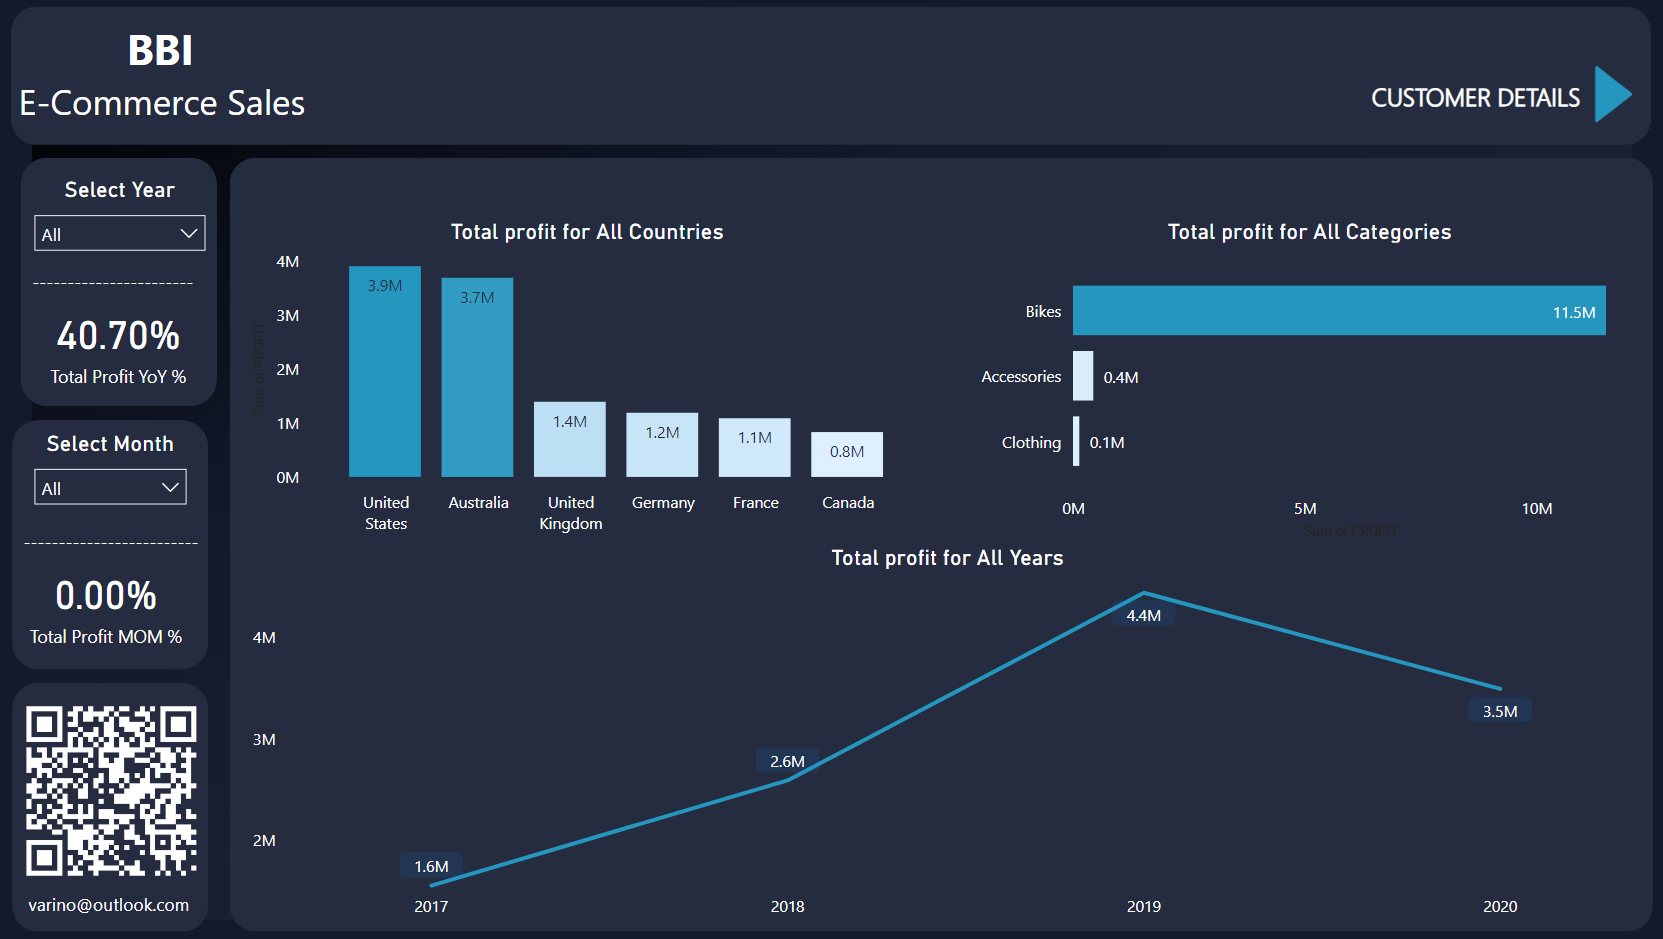 BBI
E-Commerce Sales
CUSTOMER DETAILS
Select Year
All
-----------------------
40.70%
Total Profit YoY %
Select Month
All
-------------------------
0.00%
Total Profit MOM %
varino@outlook.com
Total profit for All Countries
Sum of PROFIT
4M
3M
2M
1M
0M
3.9M
3.7M
1.4M
1.2M
1.1M
0.8M
United States
Australia
United Kingdom
Germany
France
Canada
Total profit for All Categories
Bikes
11.5M
Accessories
0.4M
Clothing
0.1M
0M
5M
10M
Sum of PROFIT
Total profit for All Years
4M
3M
2M
1.6M
2.6M
4.4M
3.5M
2017
2018
2019
2020